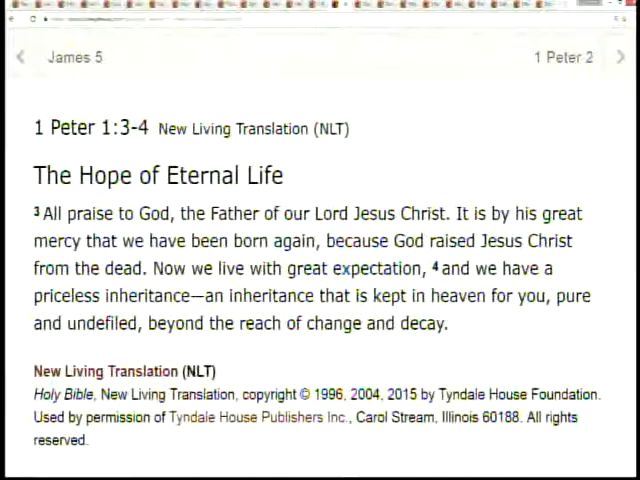 James 5
1 Peter 2
1 Peter 1:3-4 New Living Translation (NLT)
The Hope of Eternal Life
3 All praise to God, the Father of our Lord Jesus Christ. It is by his great
mercy that we have been born again, because God raised Jesus Christ
from the dead. Now we live with great expectation, 4 and we have a
priceless inheritance—an inheritance that is kept in heaven for you, pure
and undefiled, beyond the reach of change and decay.
New Living Translation (NLT)
Holy Bible, New Living Translation, copyright © 1996, 2004, 2015 by Tyndale House Foundation.
Used by permission of Tyndale House Publishers Inc., Carol Stream, Illinois 60188. All rights
reserved.